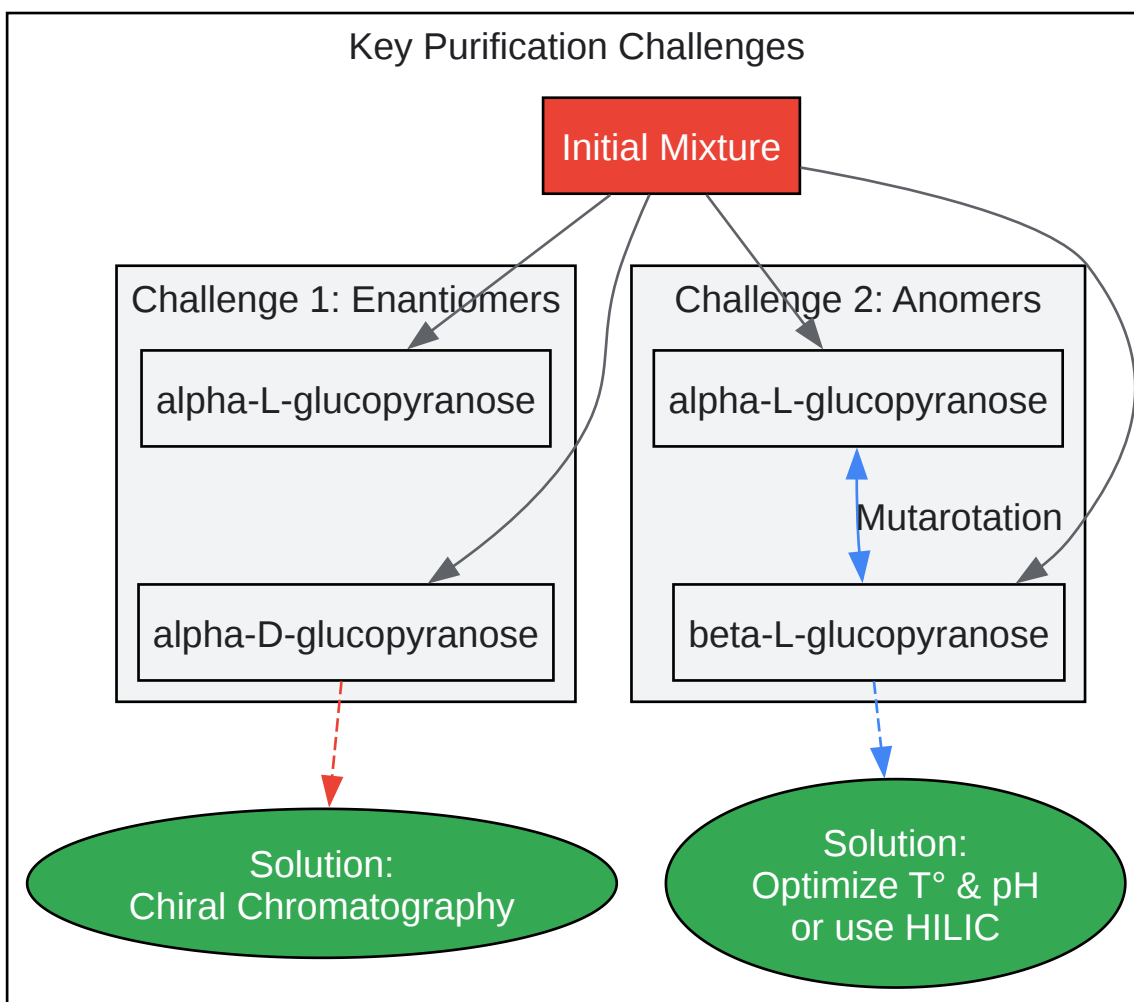 Key Purification Challenges
Initial Mixture
Challenge 1: Enantiomers
alpha-L-glucopyranose
alpha-D-glucopyranose
Challenge 2: Anomers
alpha-L-glucopyranose
Mutarotation
beta-L-glucopyranose
Solution:
Chiral Chromatography
Solution:
Optimize T° & pH
or use HILIC